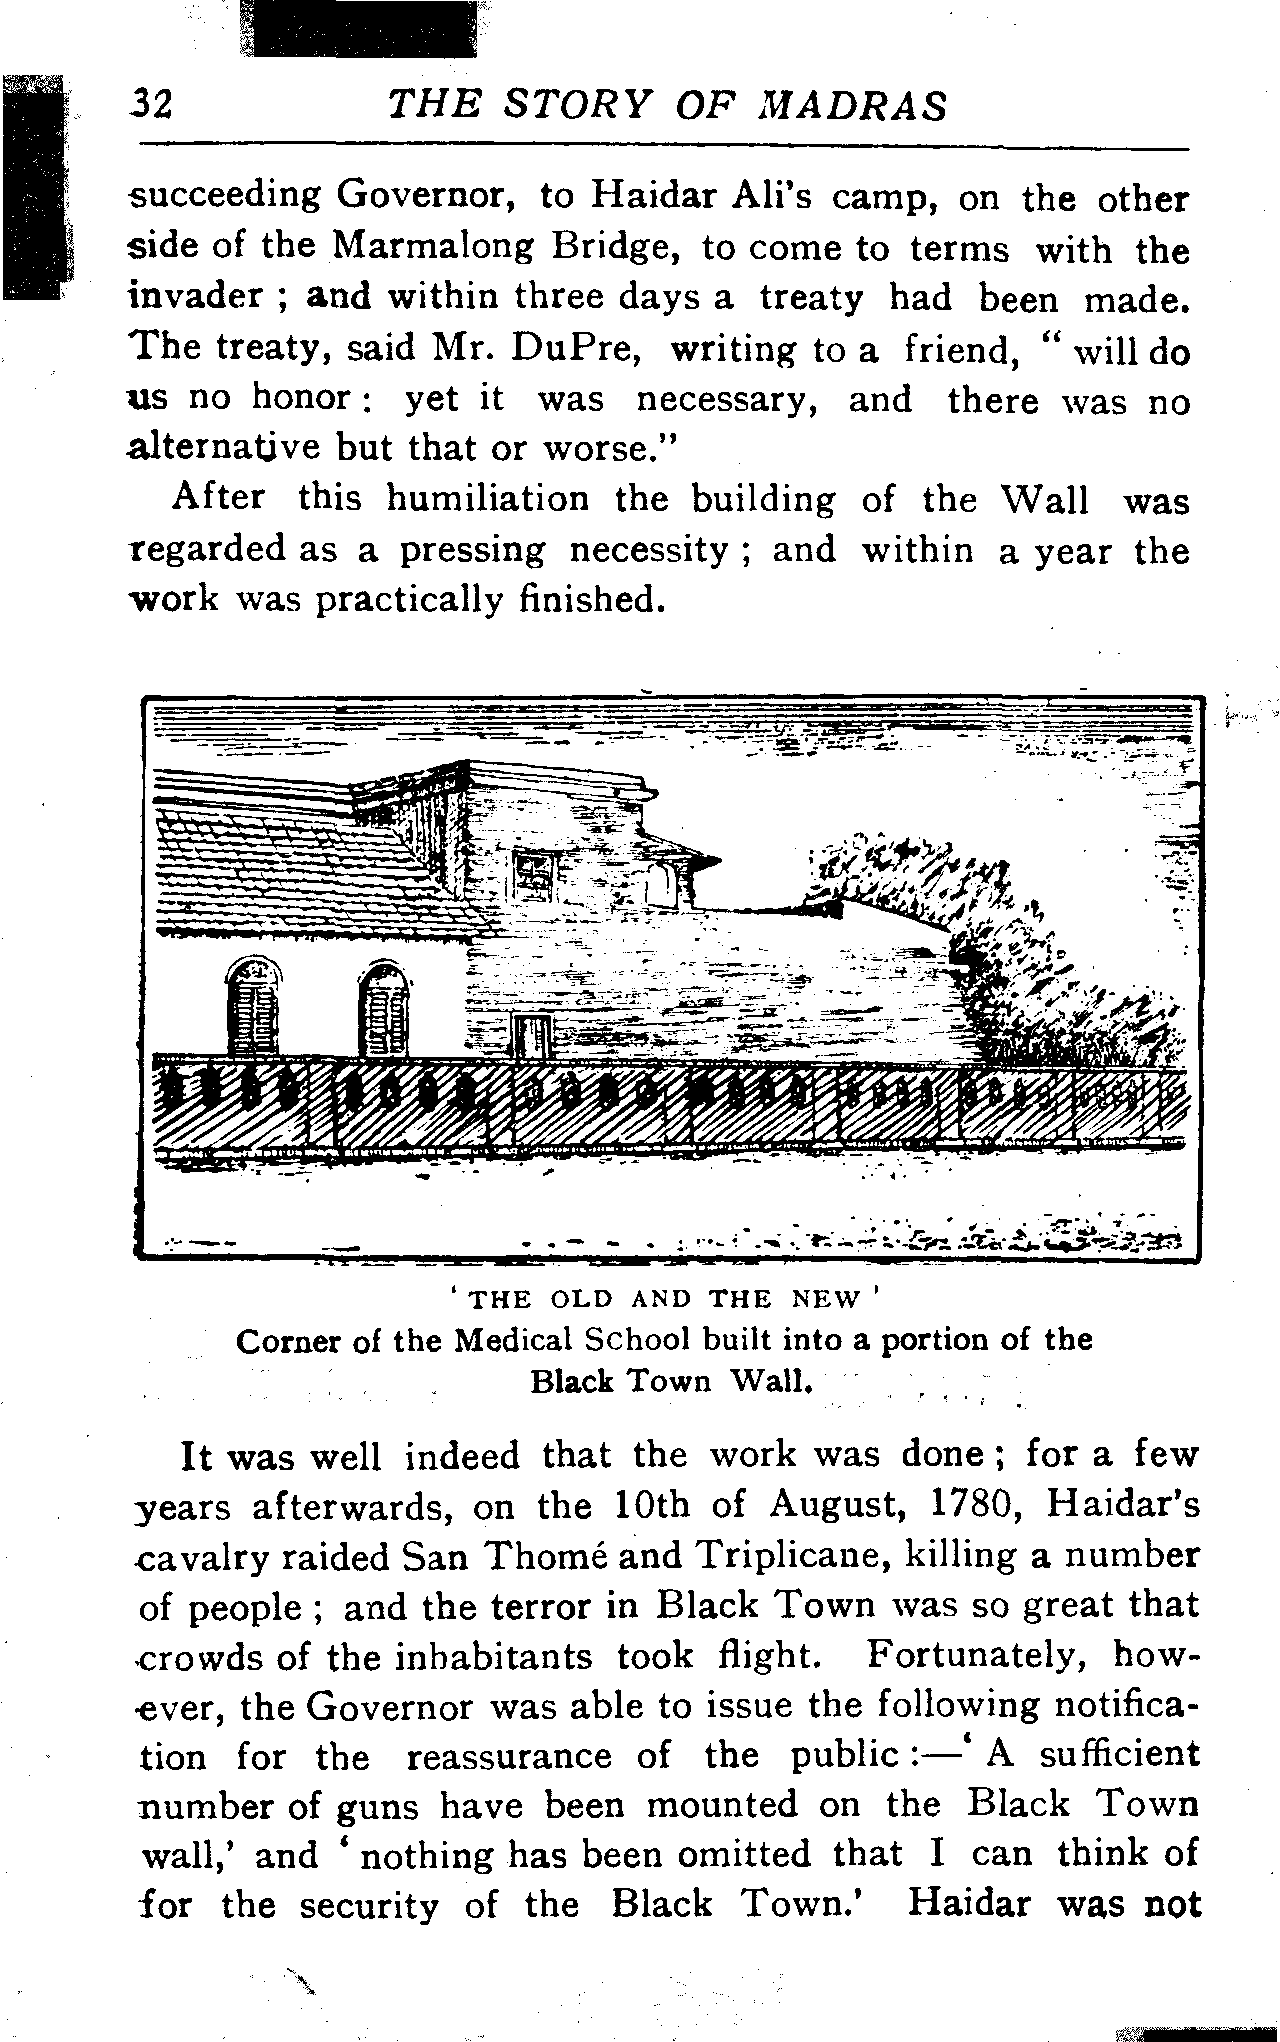 32 THE STORY OF MADRAS
succeeding Governor, to Haidar Ali's camp, on the other
side of the Marmalong Bridge, to come to terms with the
invader ; and within three days a treaty had been made.
The treaty, said Mr. DuPre, writing to a friend, “ will do
us no honor : yet it was necessary, and there was no
alternative but that or worse.”
After this humiliation the building of the Wall was
regarded as a pressing necessity ; and within a year the
work was practically finished.
‘ THE OLD AND THE NEW ’
Corner of the Medical School built into a portion of the
Black Town Wall.
It was well indeed that the work was done ; for a few
years afterwards, on the 10th of August, 1780, Haidar's
cavalry raided San Thomé and Triplicane, killing a number
of people ; and the terror in Black Town was so great that
crowds of the inhabitants took flight. Fortunately, how-
ever, the Governor was able to issue the following notifica-
tion for the reassurance of the public :—‘ A sufficient
number of guns have been mounted on the Black Town
wall,’ and ‘ nothing has been omitted that I can think of
for the security of the Black Town.’ Haidar was not